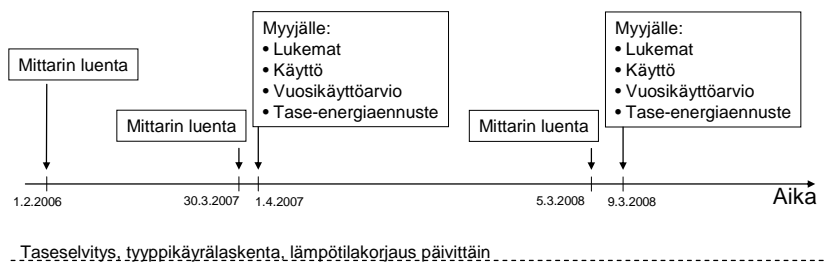 Myyjälle:
• Lukemat
• Käyttö
• Vuosikäyttöarvio
• Tase-energiaennuste
Myyjälle:
• Lukemat
• Käyttö
• Vuosikäyttöarvio
• Tase-energiaennuste
Mittarin luenta
Mittarin luenta
Mittarin luenta
1.2.2006
30.3.2007
1.4.2007
5.3.2008
9.3.2008
Aika
Taseselvitys, tyyppikäyrälaskenta, lämpötilakorjaus päivittäin